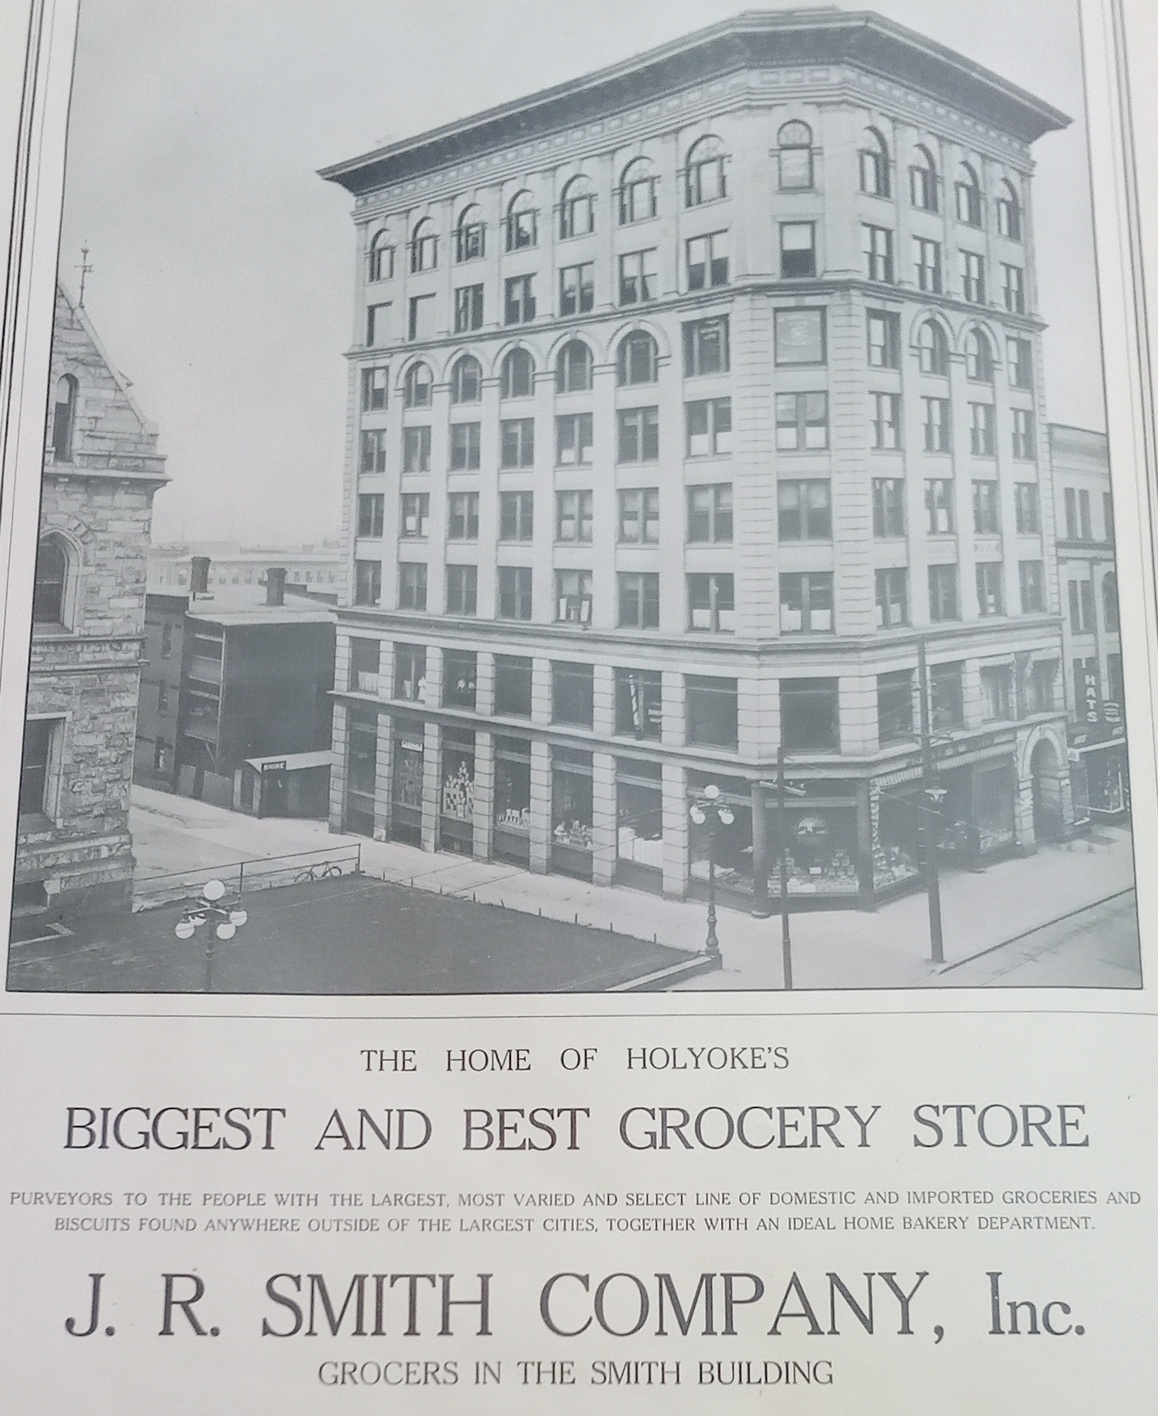 SHINE
HATS
THE HOME OF HOLYOKE'S
BIGGEST AND BEST GROCERY STORE
PURVEYORS TO THE PEOPLE WITH THE LARGEST, MOST VARIED AND SELECT LINE OF DOMESTIC AND IMPORTED GROCERIES AND
BISCUITS FOUND ANYWHERE OUTSIDE OF THE LARGEST CITIES, TOGETHER WITH AN IDEAL HOME BAKERY DEPARTMENT.
J. R. SMITH COMPANY, Inc.
GROCERS IN THE SMITH BUILDING